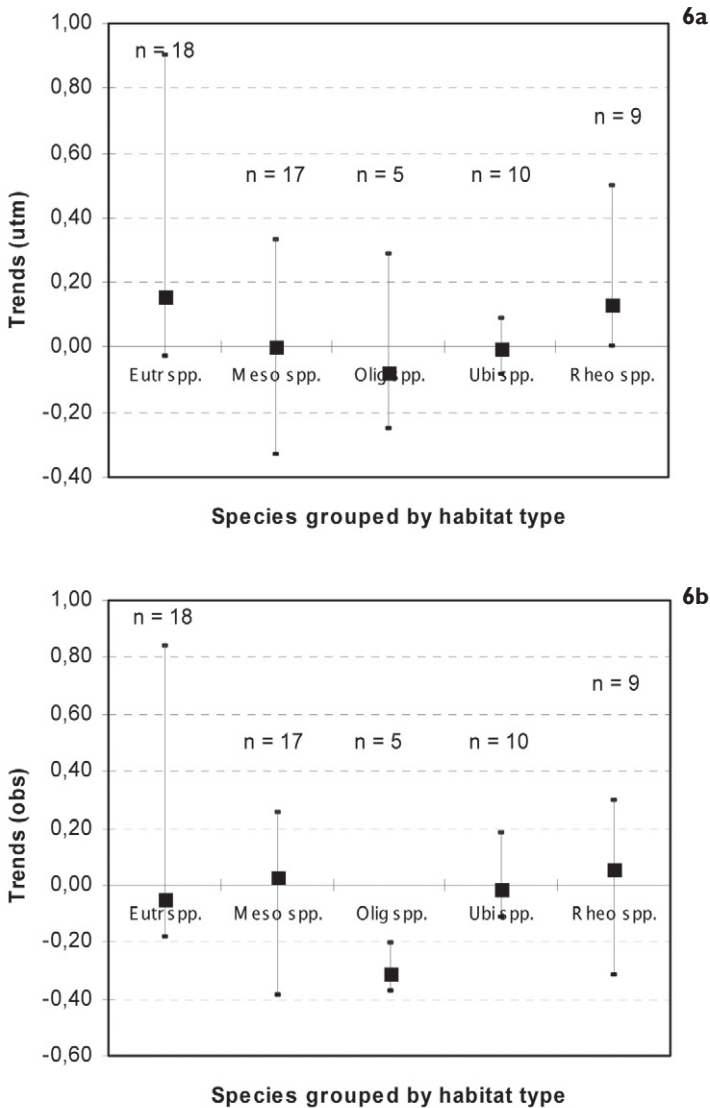 6a
1,00
n = 18
0,80
n = 9
0,60
n = 17 n = 5 n = 10
0,40
0,20
0,00
Eutr spp. Meso spp. Olig spp. Ubi spp. Rheo spp.
-0,20
-0,40
Trends (utm)
Species grouped by habitat type
6b
1,00
n = 18
0,80
n = 9
0,60
n = 17 n = 5 n = 10
0,40
0,20
0,00
Eutr spp. Meso spp. Olig spp. Ubi spp. Rheo spp.
-0,20
-0,40
-0,60
Trends (obs)
Species grouped by habitat type